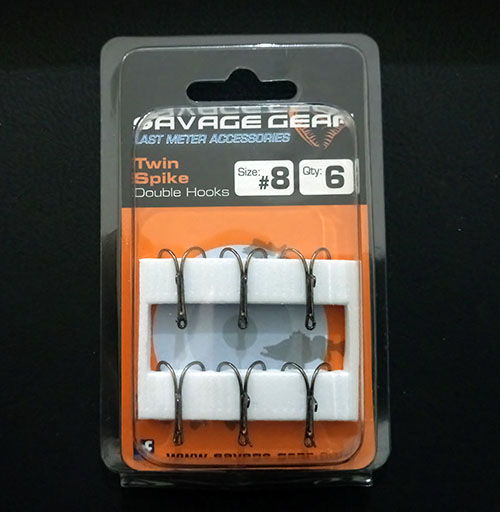 SAVAGE GEAR
LAST METER ACCESSORIES
Twin
Spike
Double Hooks
Size: #8
Qty: 6